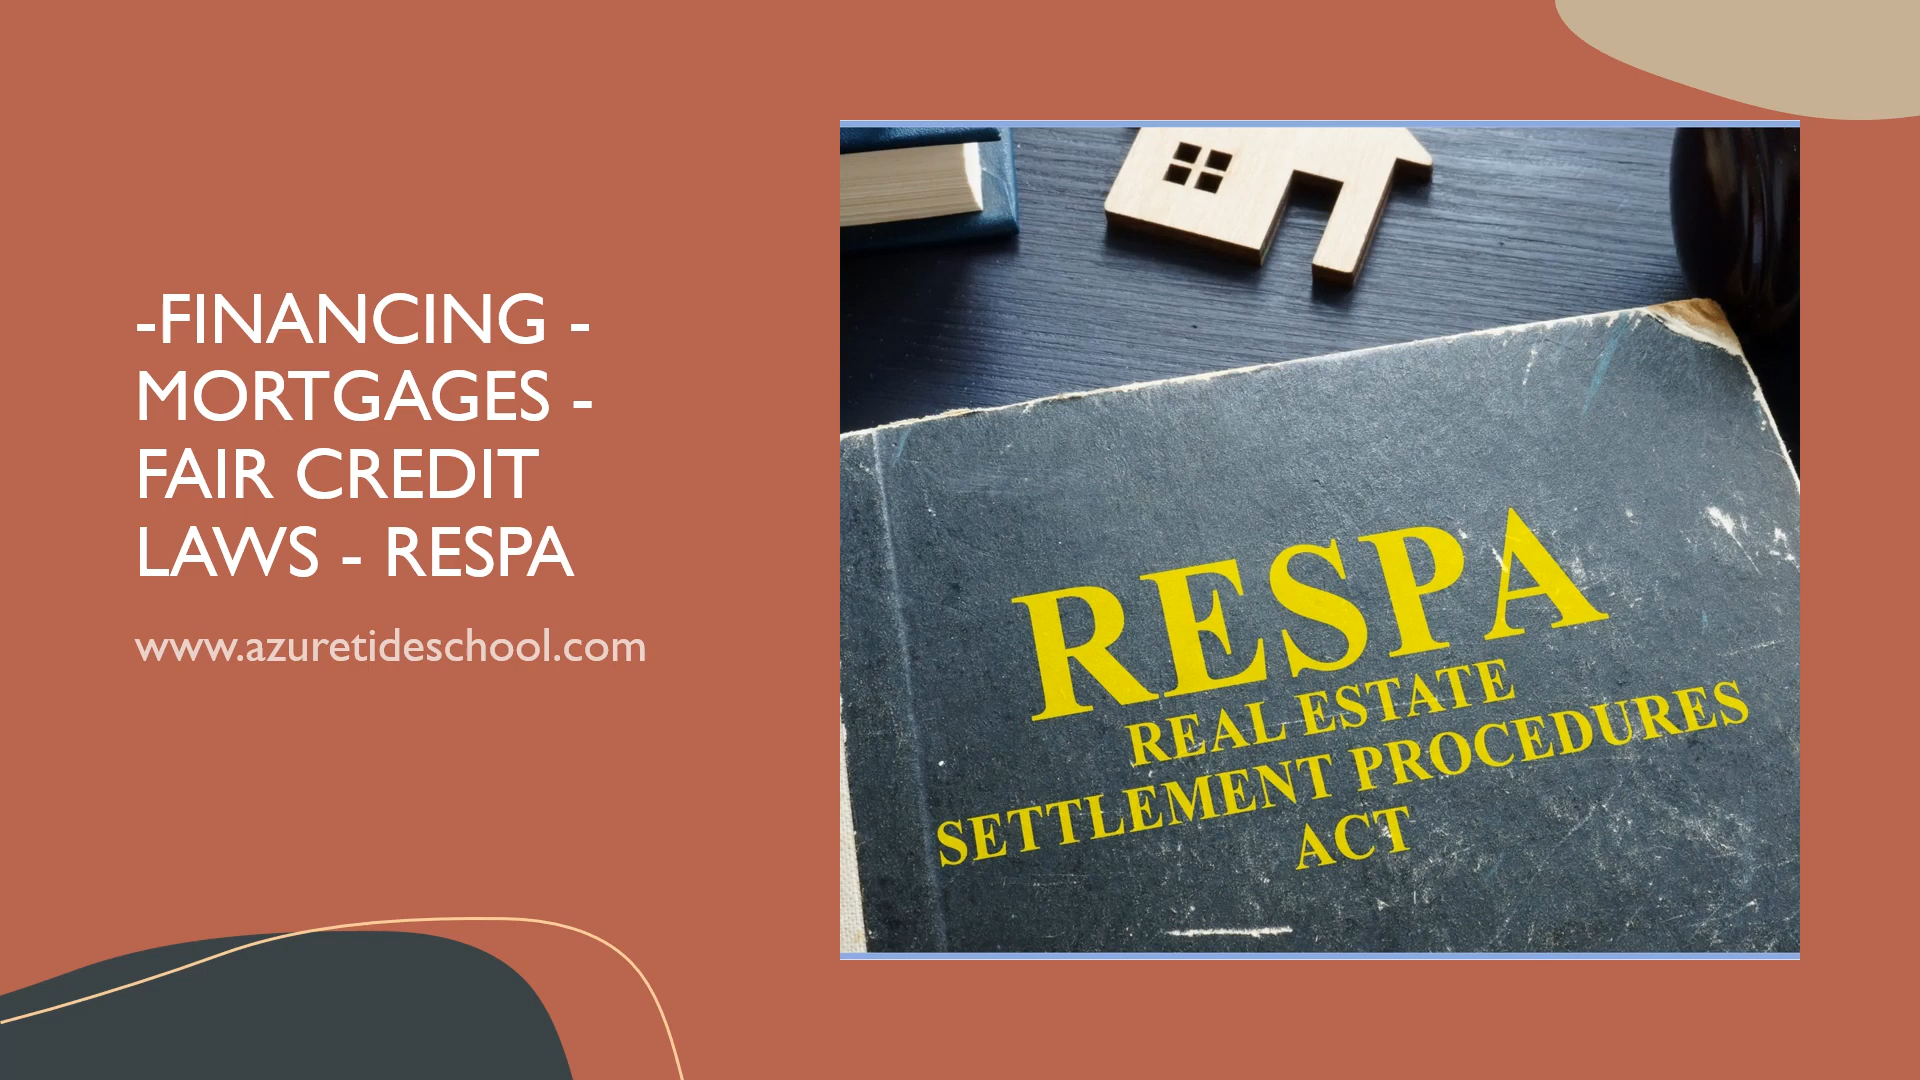 -FINANCING -
MORTGAGES -
FAIR CREDIT
LAWS - RESPA
www.azuretideschool.com
RESPA
REAL ESTATE
SETTLEMENT PROCEDURES
ACT